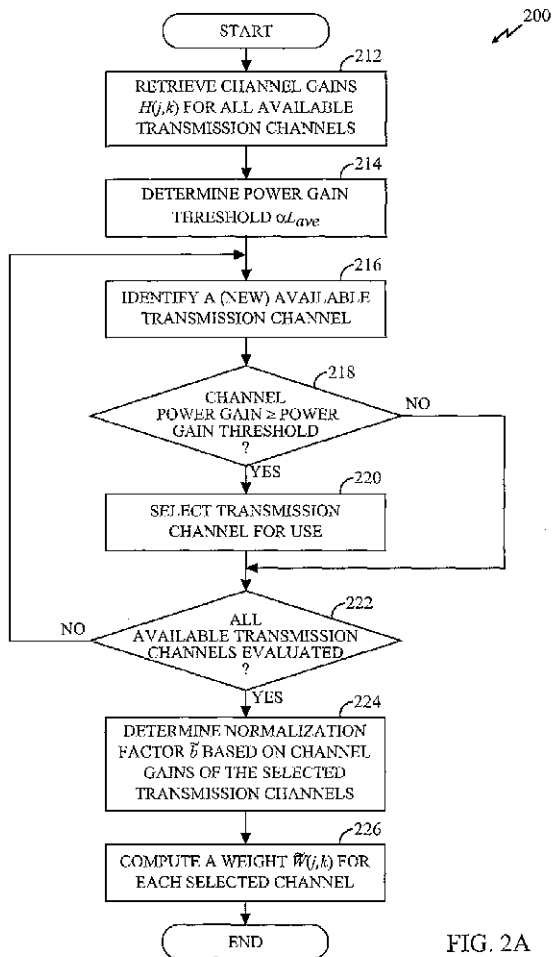 START
200
212
RETRIEVE CHANNEL GAINS
H(j,k) FOR ALL AVAILABLE
TRANSMISSION CHANNELS
214
DETERMINE POWER GAIN
THRESHOLD αLave
216
IDENTIFY A (NEW) AVAILABLE
TRANSMISSION CHANNEL
218
CHANNEL
POWER GAIN ≥ POWER
GAIN THRESHOLD
?
NO
YES
220
SELECT TRANSMISSION
CHANNEL FOR USE
222
ALL
AVAILABLE TRANSMISSION
CHANNELS EVALUATED
?
NO
YES
224
DETERMINE NORMALIZATION
FACTOR b̃ BASED ON CHANNEL
GAINS OF THE SELECTED
TRANSMISSION CHANNELS
226
COMPUTE A WEIGHT W̃(j,k) FOR
EACH SELECTED CHANNEL
END
FIG. 2A